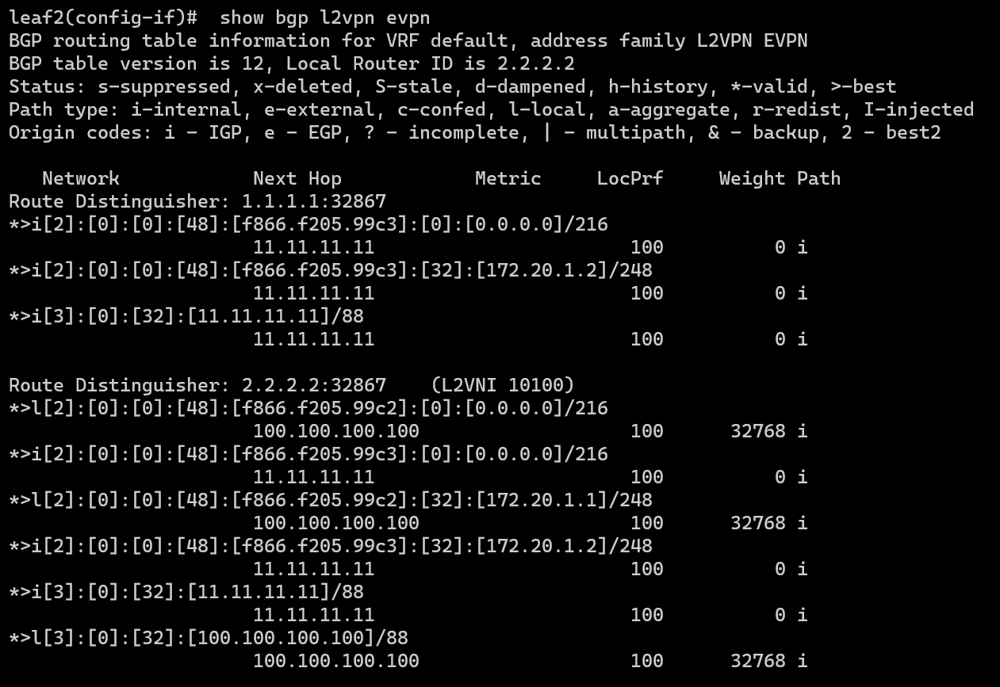 leaf2(config-if)#  show bgp l2vpn evpn
BGP routing table information for VRF default, address family L2VPN EVPN
BGP table version is 12, Local Router ID is 2.2.2.2
Status: s-suppressed, x-deleted, S-stale, d-dampened, h-history, *-valid, >-best
Path type: i-internal, e-external, c-confed, l-local, a-aggregate, r-redist, I-injected
Origin codes: i - IGP, e - EGP, ? - incomplete, | - multipath, & - backup, 2 - best2

   Network            Next Hop            Metric     LocPrf     Weight Path
Route Distinguisher: 1.1.1.1:32867
*>i[2]:[0]:[0]:[48]:[f866.f205.99c3]:[0]:[0.0.0.0]/216
                      11.11.11.11                       100          0 i
*>i[2]:[0]:[0]:[48]:[f866.f205.99c3]:[32]:[172.20.1.2]/248
                      11.11.11.11                       100          0 i
*>i[3]:[0]:[32]:[11.11.11.11]/88
                      11.11.11.11                       100          0 i

Route Distinguisher: 2.2.2.2:32867    (L2VNI 10100)
*>l[2]:[0]:[0]:[48]:[f866.f205.99c2]:[0]:[0.0.0.0]/216
                      100.100.100.100                   100      32768 i
*>i[2]:[0]:[0]:[48]:[f866.f205.99c3]:[0]:[0.0.0.0]/216
                      11.11.11.11                       100          0 i
*>l[2]:[0]:[0]:[48]:[f866.f205.99c2]:[32]:[172.20.1.1]/248
                      100.100.100.100                   100      32768 i
*>i[2]:[0]:[0]:[48]:[f866.f205.99c3]:[32]:[172.20.1.2]/248
                      11.11.11.11                       100          0 i
*>i[3]:[0]:[32]:[11.11.11.11]/88
                      11.11.11.11                       100          0 i
*>l[3]:[0]:[32]:[100.100.100.100]/88
                      100.100.100.100                   100      32768 i